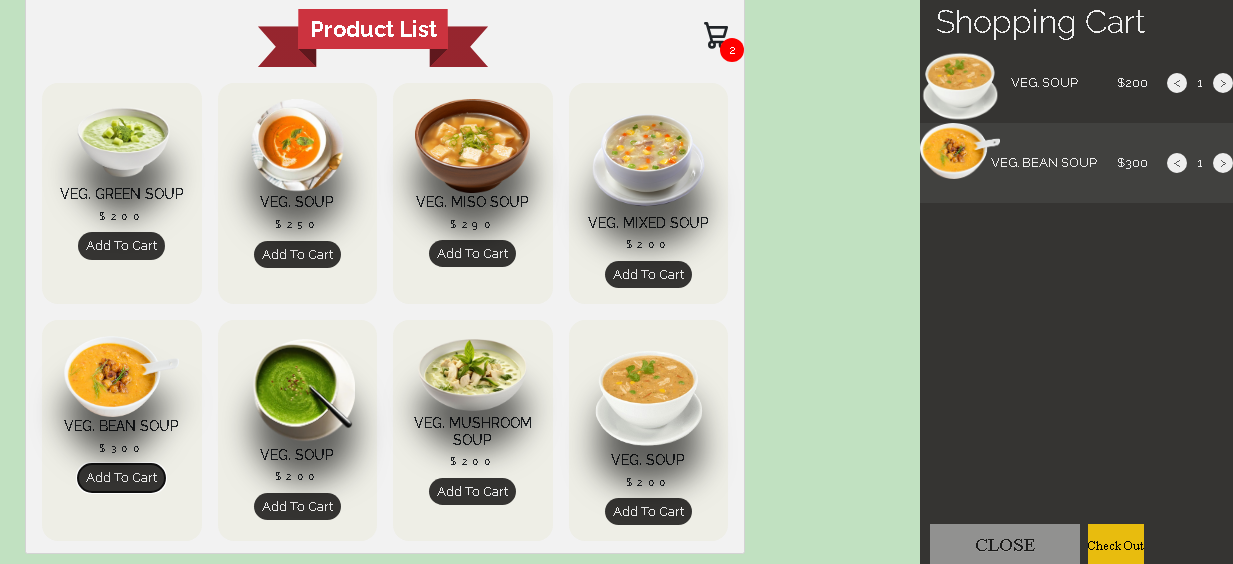 Product List
2
VEG. GREEN SOUP
$200
Add To Cart
VEG. SOUP
$250
Add To Cart
VEG. MISO SOUP
$290
Add To Cart
VEG. MIXED SOUP
$200
Add To Cart
VEG. BEAN SOUP
$300
Add To Cart
VEG. SOUP
$200
Add To Cart
VEG. MUSHROOM
SOUP
$200
Add To Cart
VEG. SOUP
$200
Add To Cart
Shopping Cart
VEG. SOUP $200 < 1 >
VEG. BEAN SOUP $300 < 1 >
CLOSE Check Out